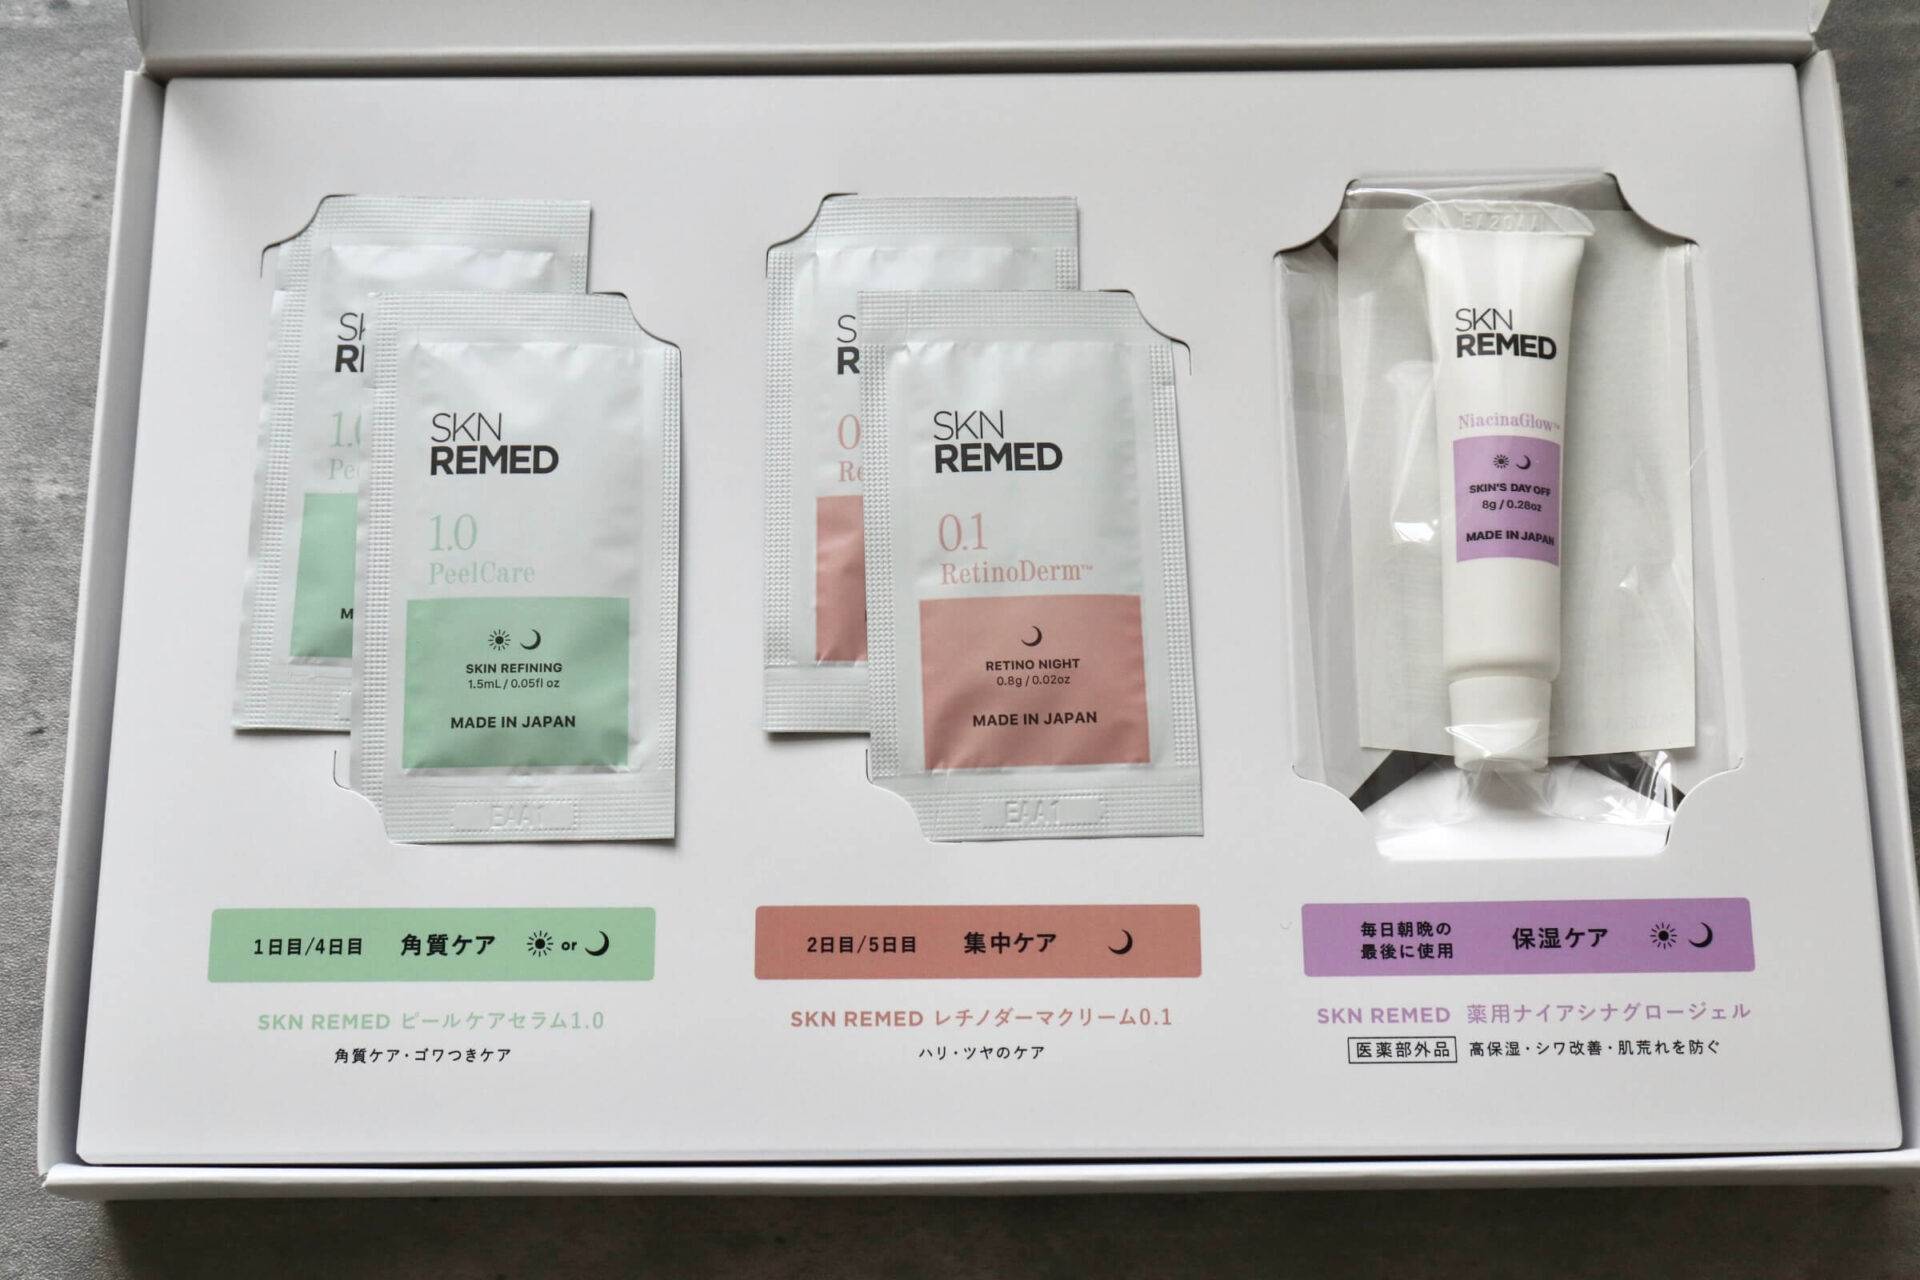 SKN
REMED
1.0
PeelCare
SKIN REFINING
1.5mL / 0.05fl oz
MADE IN JAPAN
EAA1
SKN
REMED
0.1
RetinoDerm™
RETINO NIGHT
0.8g / 0.02oz
MADE IN JAPAN
EAA1
SKN
REMED
NiacinaGlow™
SKIN'S DAY OFF
8g / 0.28oz
MADE IN JAPAN
1日目/4日目 角質ケア or
SKN REMED ピールケアセラム1.0
角質ケア・ゴワつきケア
2日目/5日目 集中ケア
SKN REMED レチノダーマクリーム0.1
ハリ・ツヤのケア
毎日朝晩の
最後に使用
保湿ケア
SKN REMED 薬用ナイアシナグロージェル
医薬部外品 高保湿・シワ改善・肌荒れを防ぐ